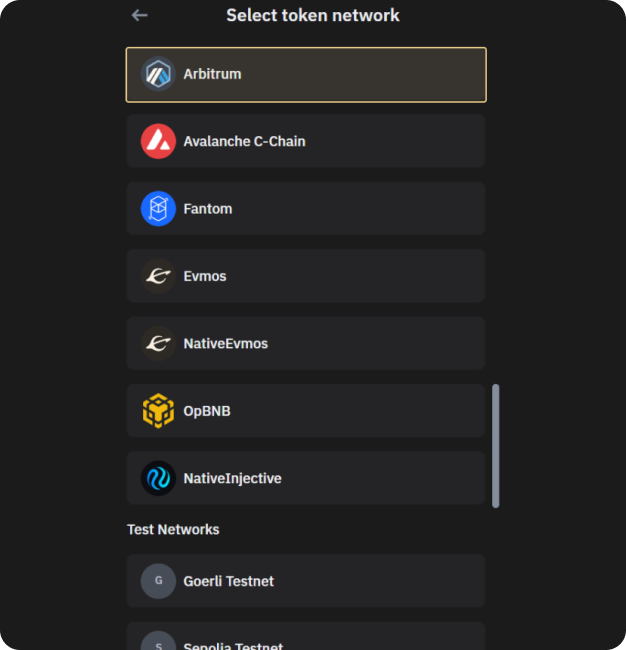 Select token network
Arbitrum
Avalanche C-Chain
Fantom
Evmos
NativeEvmos
OpBNB
NativeInjective
Test Networks
G
Goerli Testnet
S
Sepolia Testnet